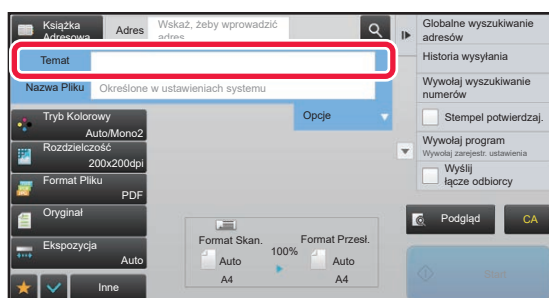 Książka
Adresowa
Adres
Wskaż, żeby wprowadzić
adres
Temat
Nazwa Pliku
Określone w ustawieniach systemu
Opcje
Tryb Kolorowy
Auto/Mono2
Rozdzielczość
200x200dpi
Format Pliku
PDF
Oryginał
Ekspozycja
Auto
Inne
Format Skan.
Auto
A4
100%
Format Przesł.
Auto
A4
Globalne wyszukiwanie
adresów
Historia wysyłania
Wywołaj wyszukiwanie
numerów
Stempel potwierdzaj.
Wywołaj program
Wywołaj zarejestr. ustawienia
Wyślij
łącze odbiorcy
Podgląd
CA
Start